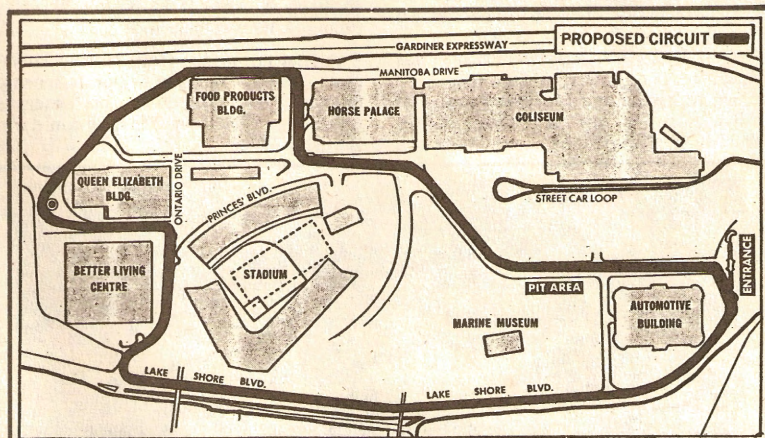 GARDINER EXPRESSWAY
PROPOSED CIRCUIT
MANITOBA DRIVE
FOOD PRODUCTS
BLDG.
HORSE PALACE
COLISEUM
QUEEN ELIZABETH
BLDG.
ONTARIO DRIVE
PRINCES' BLVD.
STREET CAR LOOP
BETTER LIVING
CENTRE
STADIUM
ENTRANCE
PIT AREA
AUTOMOTIVE
BUILDING
MARINE MUSEUM
LAKE SHORE BLVD.
LAKE SHORE BLVD.